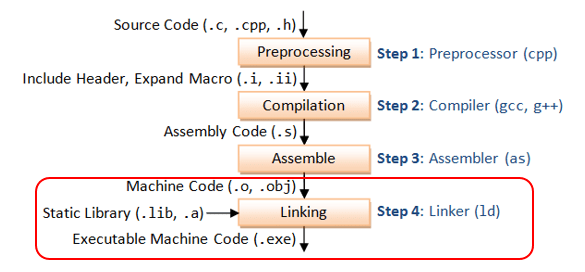 Source Code (.c, .cpp, .h)
Preprocessing
Step 1: Preprocessor (cpp)
Include Header, Expand Macro (.i, .ii)
Compilation
Step 2: Compiler (gcc, g++)
Assembly Code (.s)
Assemble
Step 3: Assembler (as)
Machine Code (.o, .obj)
Static Library (.lib, .a)
Linking
Step 4: Linker (ld)
Executable Machine Code (.exe)